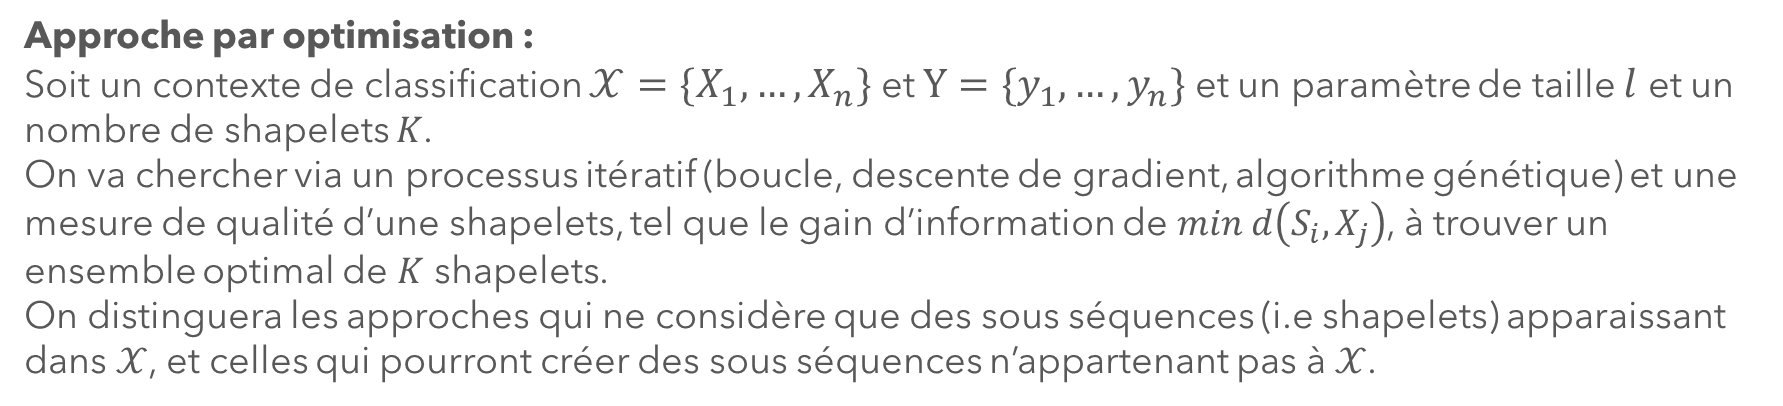 Approche par optimisation :
Soit un contexte de classification 𝒳 = {X₁, … , Xₙ} et Y = {y₁, … , yₙ} et un paramètre de taille l et un
nombre de shapelets K.
On va chercher via un processus itératif (boucle, descente de gradient, algorithme génétique) et une
mesure de qualité d’une shapelets, tel que le gain d’information de min d(Sᵢ, Xⱼ), à trouver un
ensemble optimal de K shapelets.
On distinguera les approches qui ne considère que des sous séquences (i.e shapelets) apparaissant
dans 𝒳, et celles qui pourront créer des sous séquences n’appartenant pas à 𝒳.